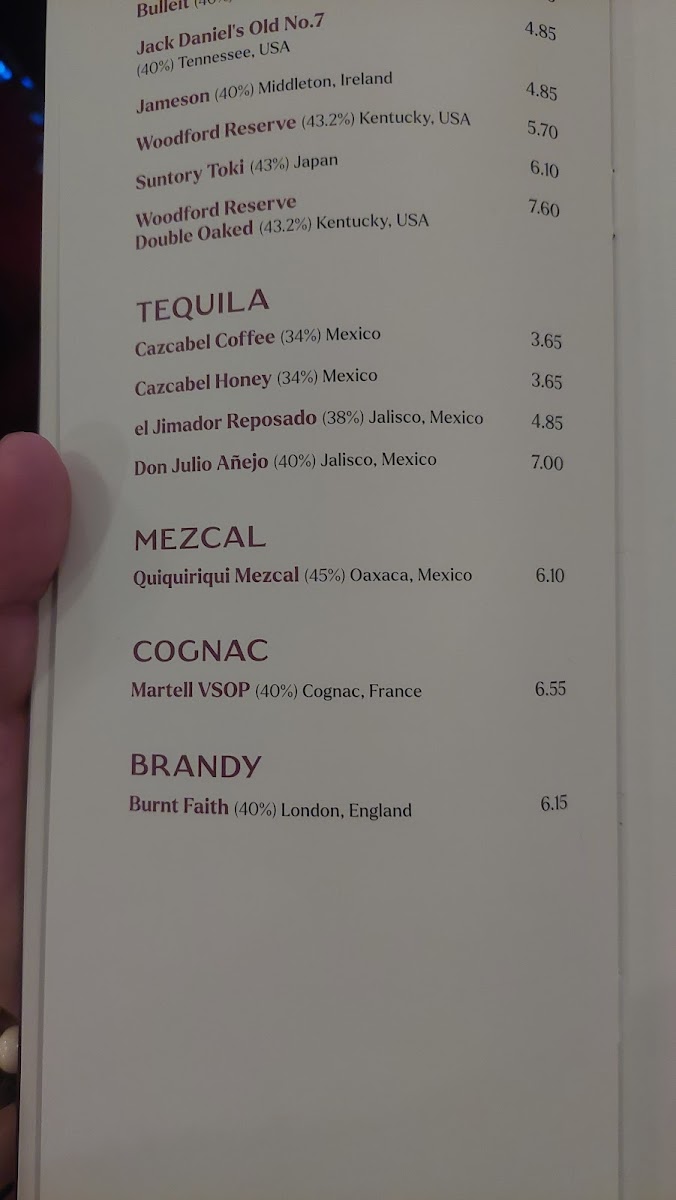 Bulleit
Jack Daniel's Old No.7 4.85
(40%) Tennessee, USA
Jameson (40%) Middleton, Ireland 4.85
Woodford Reserve (43.2%) Kentucky, USA 5.70
Suntory Toki (43%) Japan 6.10
Woodford Reserve 7.60
Double Oaked (43.2%) Kentucky, USA
TEQUILA
Cazcabel Coffee (34%) Mexico 3.65
Cazcabel Honey (34%) Mexico 3.65
el Jimador Reposado (38%) Jalisco, Mexico 4.85
Don Julio Añejo (40%) Jalisco, Mexico 7.00
MEZCAL
Quiquiriqui Mezcal (45%) Oaxaca, Mexico 6.10
COGNAC
Martell VSOP (40%) Cognac, France 6.55
BRANDY
Burnt Faith (40%) London, England 6.15